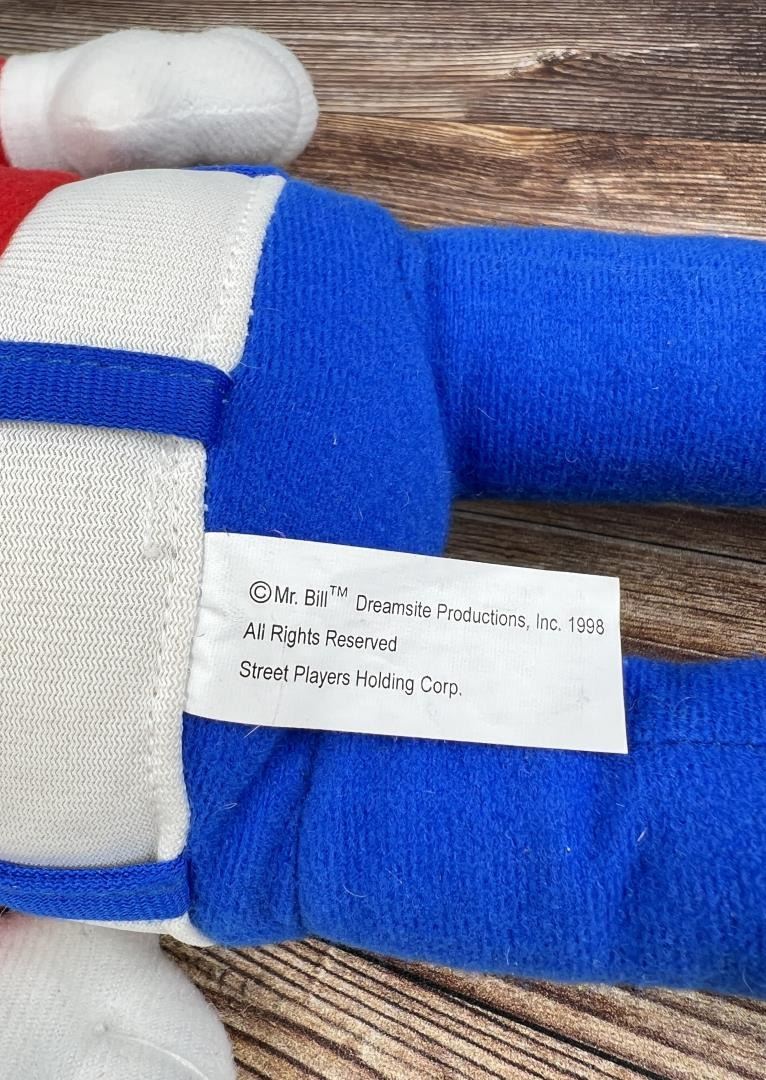 ©Mr. Bill™ Dreamsite Productions, Inc. 1998
All Rights Reserved
Street Players Holding Corp.